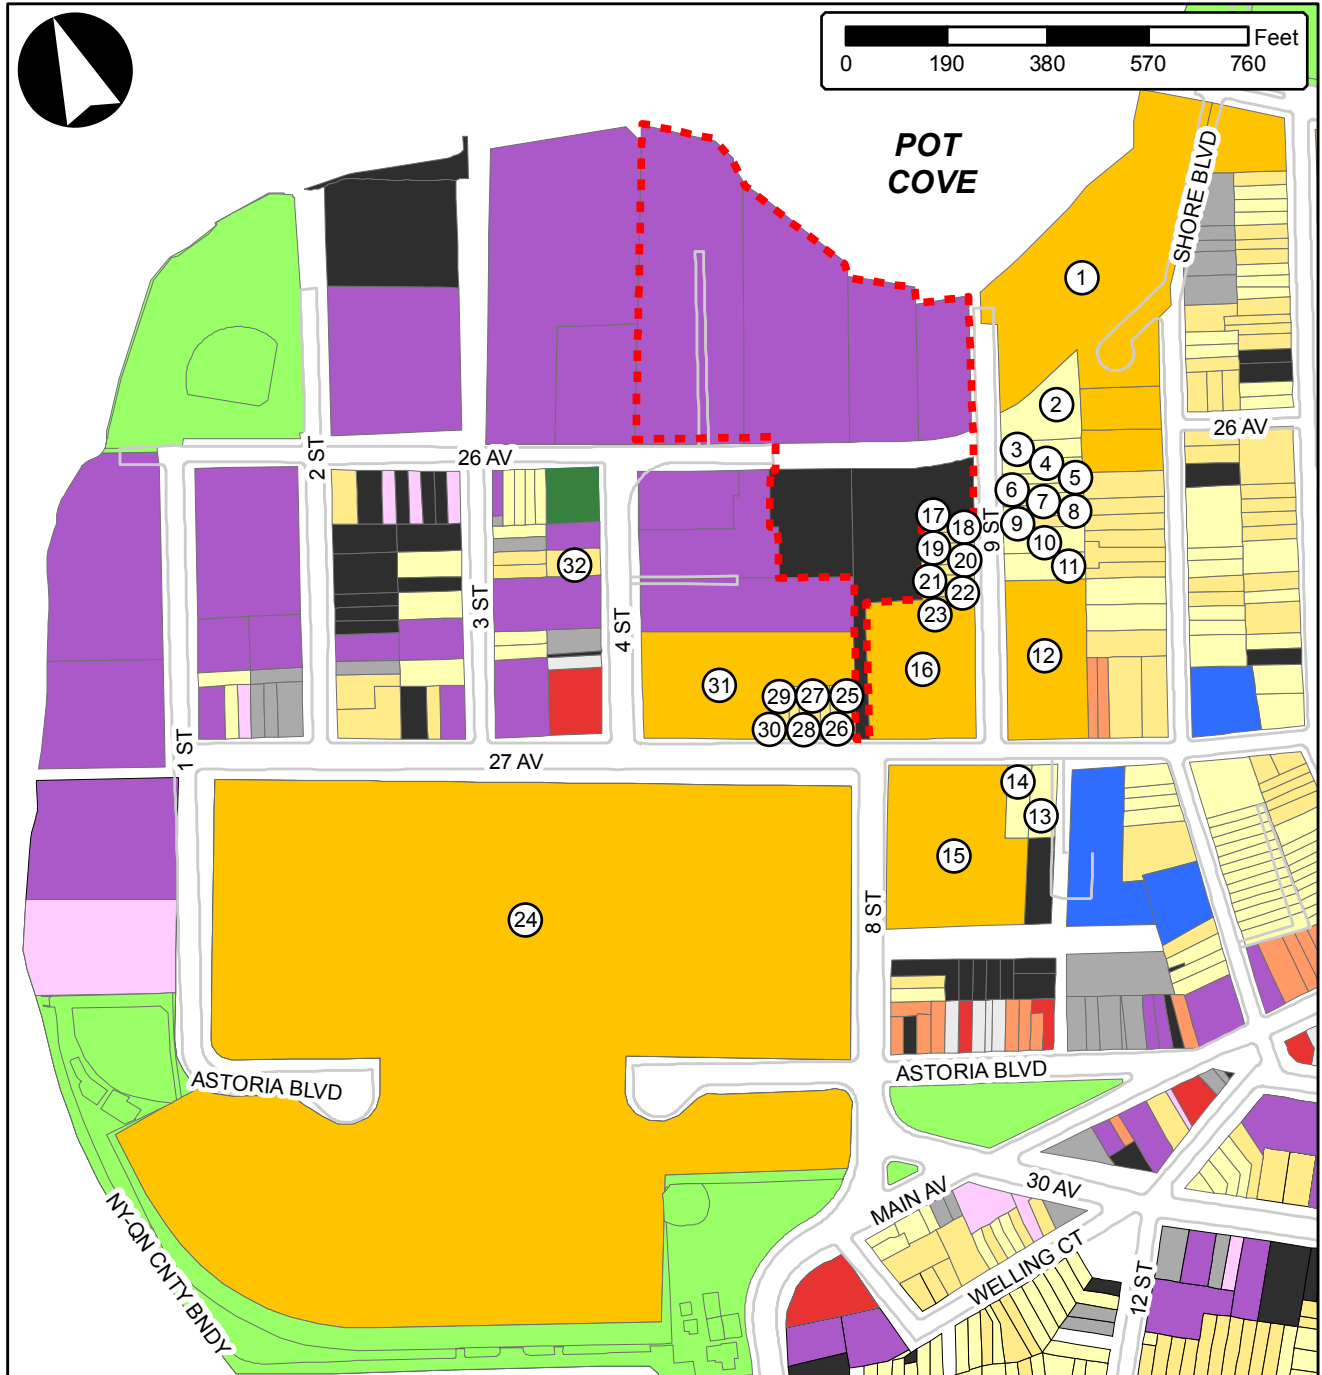 Feet
0 190 380 570 760
POT
COVE
SHORE BLVD
1
2
26 AV
2 ST
26 AV
3
4
5
6
7
8
9
10
11
9 ST
17
18
19
20
21
22
23
32
3 ST
4 ST
12
16
31
29
27
25
30
28
26
1 ST
27 AV
14
13
15
24
8 ST
ASTORIA BLVD
ASTORIA BLVD
30 AV
MAIN AV
WELLING CT
12 ST
NY-QN CNTY BNDY